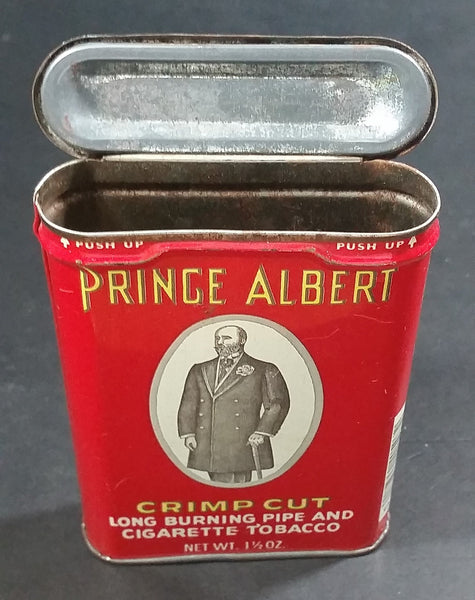 PUSH UP PUSH UP
PRINCE ALBERT
CRIMP CUT
LONG BURNING PIPE AND
CIGARETTE TOBACCO
NET WT. 1½ OZ.